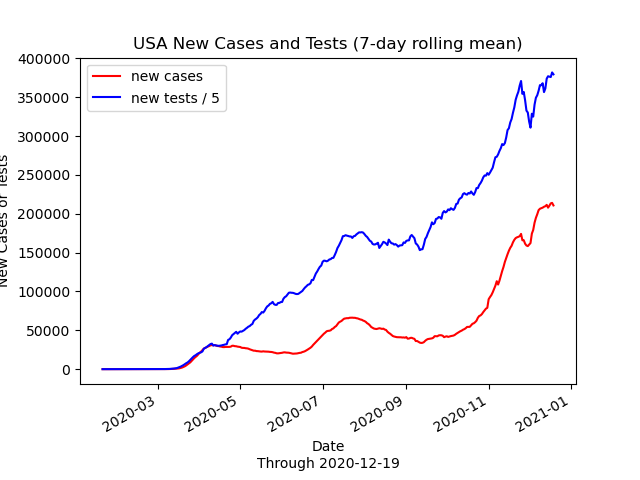 USA New Cases and Tests (7-day rolling mean)
new cases
new tests / 5
400000
350000
300000
250000
200000
150000
100000
50000
0
New Cases or Tests
2020-03
2020-05
2020-07
2020-09
2020-11
2021-01
Date
Through 2020-12-19